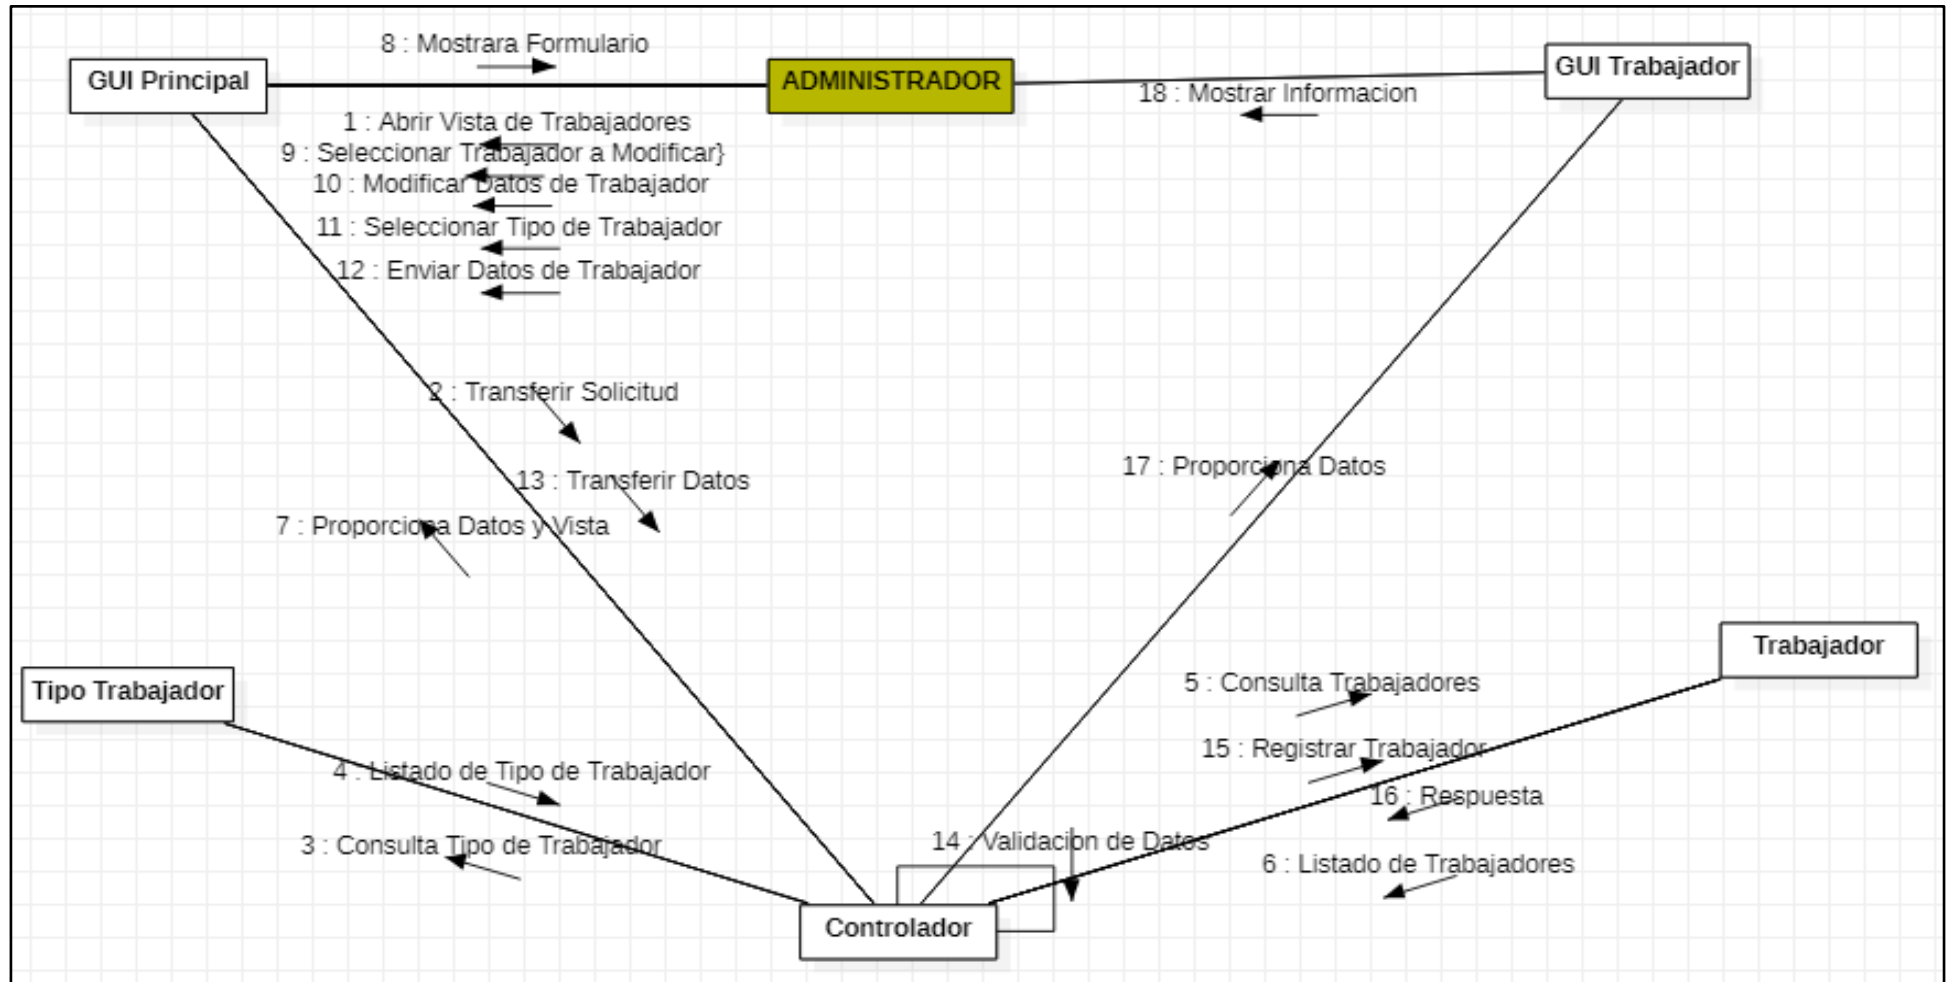 8 : Mostrara Formulario
GUI Principal
ADMINISTRADOR
GUI Trabajador
18 : Mostrar Informacion
1 : Abrir Vista de Trabajadores
9 : Seleccionar Trabajador a Modificar}
10 : Modificar Datos de Trabajador
11 : Seleccionar Tipo de Trabajador
12 : Enviar Datos de Trabajador
2 : Transferir Solicitud
13 : Transferir Datos
17 : Proporciona Datos
7 : Proporciona Datos y Vista
Trabajador
Tipo Trabajador
5 : Consulta Trabajadores
15 : Registrar Trabajador
4 : Listado de Tipo de Trabajador
16 : Respuesta
3 : Consulta Tipo de Trabajador
14 : Validacion de Datos
6 : Listado de Trabajadores
Controlador